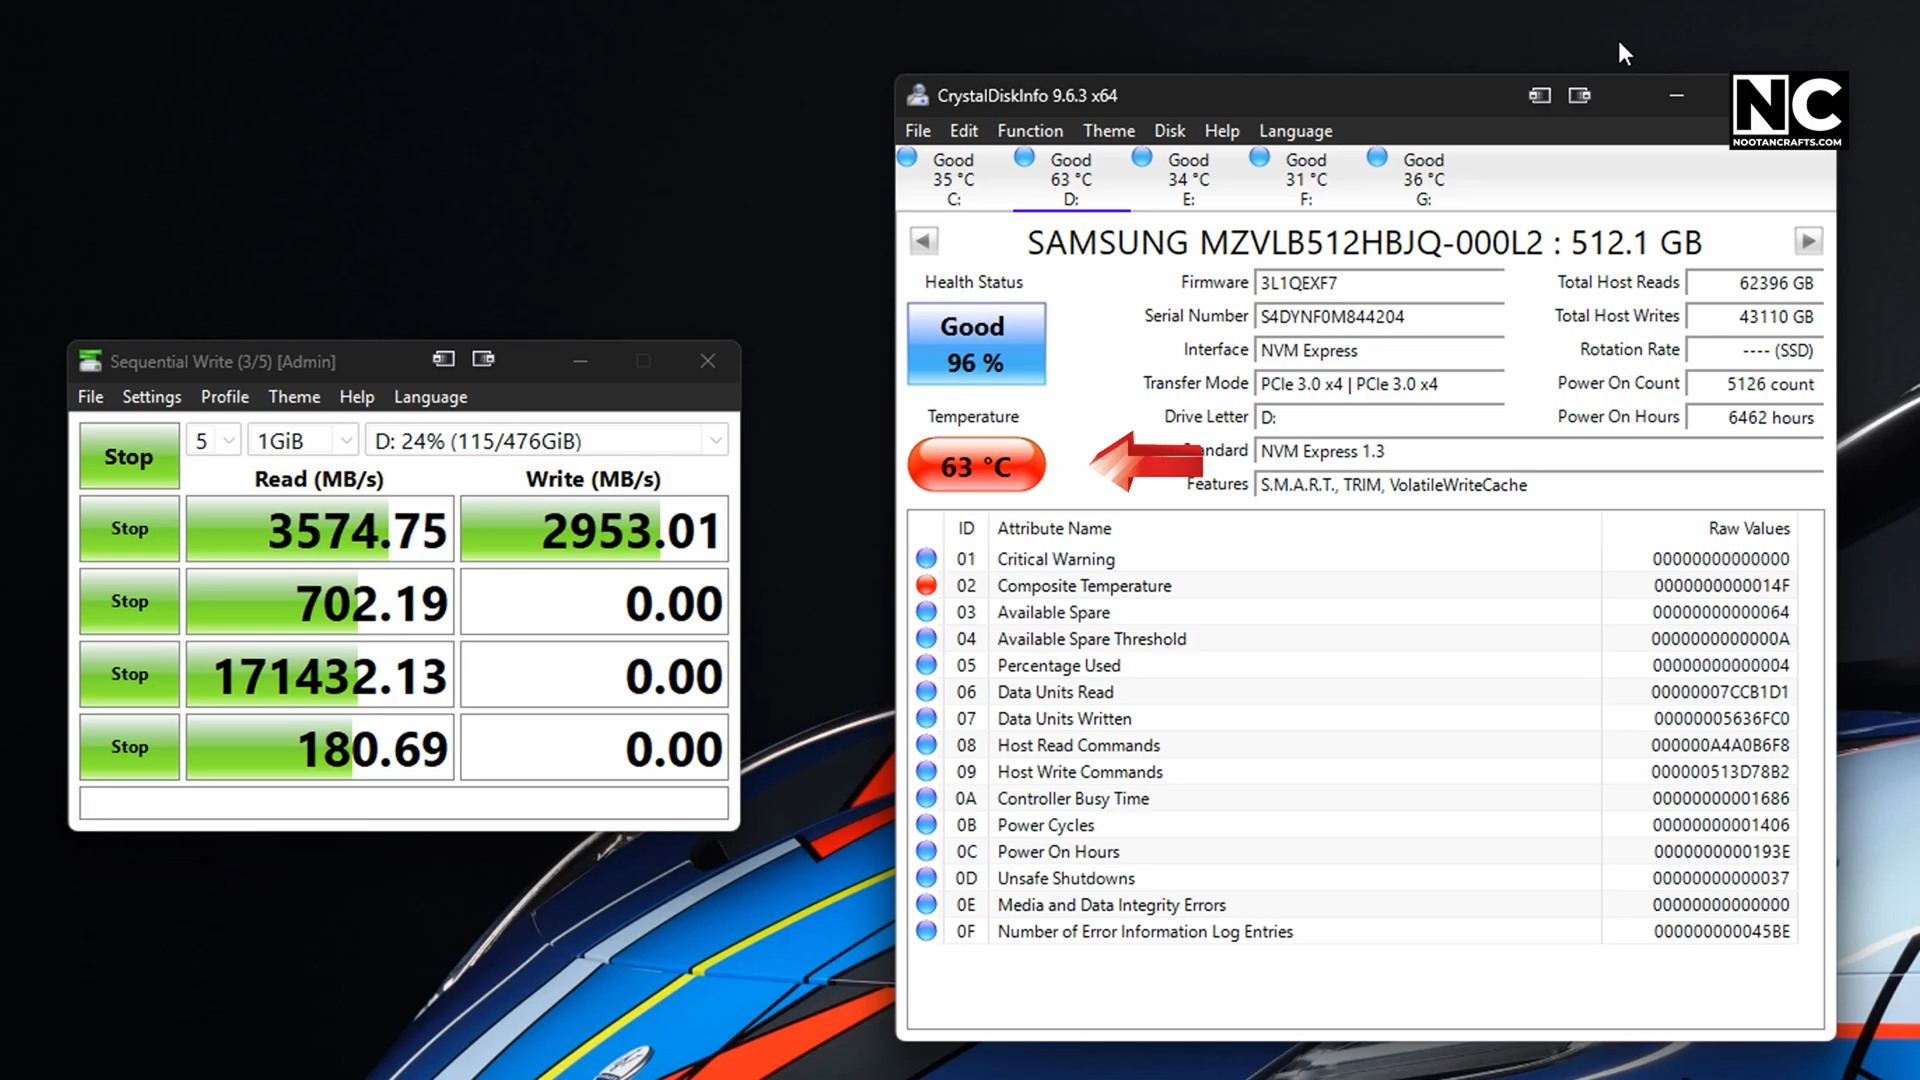 Sequential Write (3/5) [Admin]
File Settings Profile Theme Help Language
Stop 5 1GiB D: 24% (115/476GiB)
Read (MB/s) Write (MB/s)
Stop 3574.75 2953.01
Stop 702.19 0.00
Stop 171432.13 0.00
Stop 180.69 0.00
CrystalDiskInfo 9.6.3 x64
NC
NOOTANCRAFTS.COM
File Edit Function Theme Disk Help Language
Good Good Good Good Good
35 °C 63 °C 34 °C 31 °C 36 °C
C: D: E: F: G:
SAMSUNG MZVLB512HBJQ-000L2 : 512.1 GB
Health Status Firmware 3L1QEXF7 Total Host Reads 62396 GB
Good Serial Number S4DYNF0M844204 Total Host Writes 43110 GB
96 % Interface NVM Express Rotation Rate ---- (SSD)
Transfer Mode PCIe 3.0 x4 | PCIe 3.0 x4 Power On Count 5126 count
Temperature Drive Letter D: Power On Hours 6462 hours
63 °C ndard NVM Express 1.3
Features S.M.A.R.T., TRIM, VolatileWriteCache
ID Attribute Name Raw Values
01 Critical Warning 00000000000000
02 Composite Temperature 0000000000014F
03 Available Spare 00000000000064
04 Available Spare Threshold 0000000000000A
05 Percentage Used 00000000000004
06 Data Units Read 00000007CCB1D1
07 Data Units Written 00000005636FC0
08 Host Read Commands 000000A4A0B6F8
09 Host Write Commands 000000513D78B2
0A Controller Busy Time 00000000001686
0B Power Cycles 00000000001406
0C Power On Hours 0000000000193E
0D Unsafe Shutdowns 00000000000037
0E Media and Data Integrity Errors 00000000000000
0F Number of Error Information Log Entries 000000000045BE